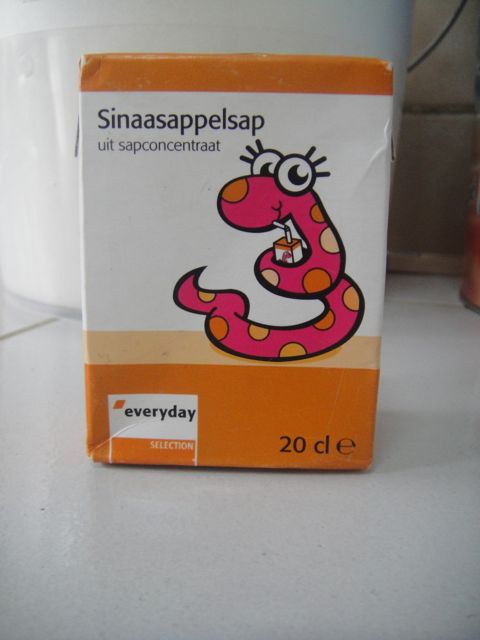 Sinaasappelsap
uit sapconcentraat
everyday
SELECTION
20 cl ℮